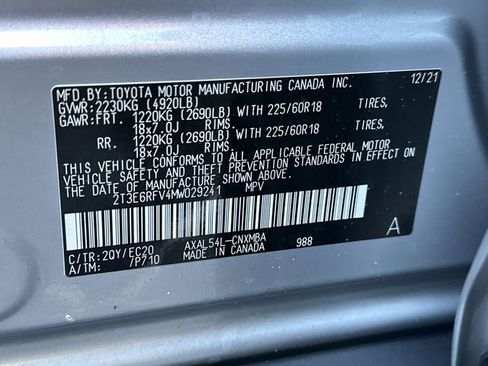 MFD.BY:TOYOTA MOTOR MANUFACTURING CANADA INC. 12/21
GVWR:2230KG (4920LB)
GAWR:FRT. 1220KG (2690LB) WITH 225/60R18 TIRES,
18x7.0J RIMS.
RR. 1220KG (2690LB) WITH 225/60R18 TIRES,
18x7.0J RIMS.
THIS VEHICLE CONFORMS TO ALL APPLICABLE FEDERAL MOTOR
VEHICLE SAFETY AND THEFT PREVENTION STANDARDS IN EFFECT
ON THE DATE OF MANUFACTURE SHOWN ABOVE.
2T3E6RFV4MW029241 MPV
C/TR:2QY/EC20 AXAL54L-CNXMBA 988 A
A/TM: /P710 MADE IN CANADA